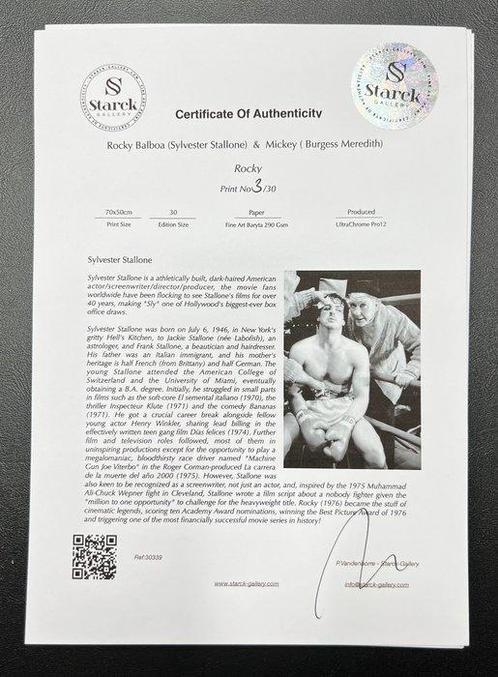 Starck
GALLERY
Starck
GALLERY
Certificate Of Authenticity
Rocky Balboa (Sylvester Stallone) & Mickey ( Burgess Meredith)
Rocky
Print No 3/30
70x50cm 30 Paper Produced
Print Size Edition Size Fine Art Baryta 290 Gsm UltraChrome Pro12
Sylvester Stallone
Sylvester Stallone is a athletically built, dark-haired American
actor/screenwriter/director/producer, the movie fans
worldwide have been flocking to see Stallone's films for over
40 years, making "Sly" one of Hollywood's biggest-ever box
office draws.
Sylvester Stallone was born on July 6, 1946, in New York's
gritty Hell's Kitchen, to Jackie Stallone (née Labofish), an
astrologer, and Frank Stallone, a beautician and hairdresser.
His father was an Italian immigrant, and his mother's
heritage is half French (from Brittany) and half German. The
young Stallone attended the American College of
Switzerland and the University of Miami, eventually
obtaining a B.A. degree. Initially, he struggled in small parts
in films such as the soft-core El semental italiano (1970), the
thriller Inspecteur Klute (1971) and the comedy Bananas
(1971). He got a crucial career break alongside fellow
young actor Henry Winkler, sharing lead billing in the
effectively written teen gang film Días felices (1974). Further
film and television roles followed, most of them in
uninspiring productions except for the opportunity to play a
megalomaniac, bloodthirsty race driver named "Machine
Gun Joe Viterbo" in the Roger Corman-produced La carrera
de la muerte del año 2000 (1975). However, Stallone was
also keen to be recognized as a screenwriter, not just an actor, and, inspired by the 1975 Muhammad
Ali-Chuck Wepner fight in Cleveland, Stallone wrote a film script about a nobody fighter given the
"million to one opportunity" to challenge for the heavyweight title. Rocky (1976) became the stuff of
cinematic legends, scoring ten Academy Award nominations, winning the Best Picture Award of 1976
and triggering one of the most financially successful movie series in history!
Ref:30339
P.Vandendorre - Starck-Gallery
www.starck-gallery.com
info@starck-gallery.com